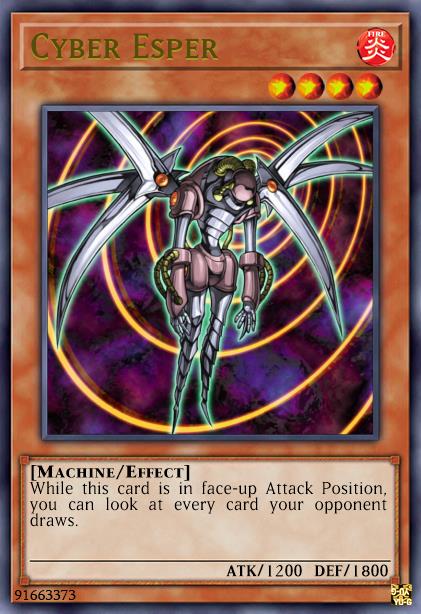 Cyber Esper
FIRE
炎
[Machine/Effect]
While this card is in face-up Attack Position,
you can look at every card your opponent
draws.
ATK/1200 DEF/1800
91663373